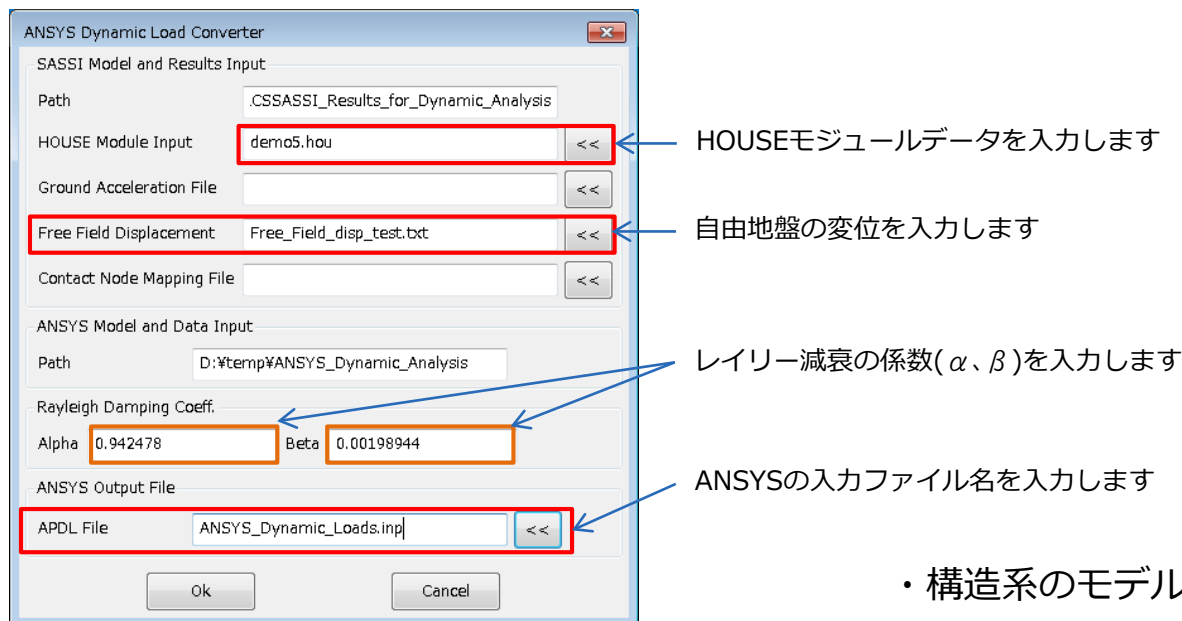 ANSYS Dynamic Load Converter
SASSI Model and Results Input
Path .CSSASSI_Results_for_Dynamic_Analysis
HOUSE Module Input demo5.hou << HOUSEモジュールデータを入力します
Ground Acceleration File <<
Free Field Displacement Free_Field_disp_test.txt << 自由地盤の変位を入力します
Contact Node Mapping File <<
ANSYS Model and Data Input
Path D:¥temp¥ANSYS_Dynamic_Analysis レイリー減衰の係数(α、β)を入力します
Rayleigh Damping Coeff.
Alpha 0.942478 Beta 0.00198944
ANSYS Output File ANSYSの入力ファイル名を入力します
APDL File ANSYS_Dynamic_Loads.inp <<
Ok Cancel ・構造系のモデル